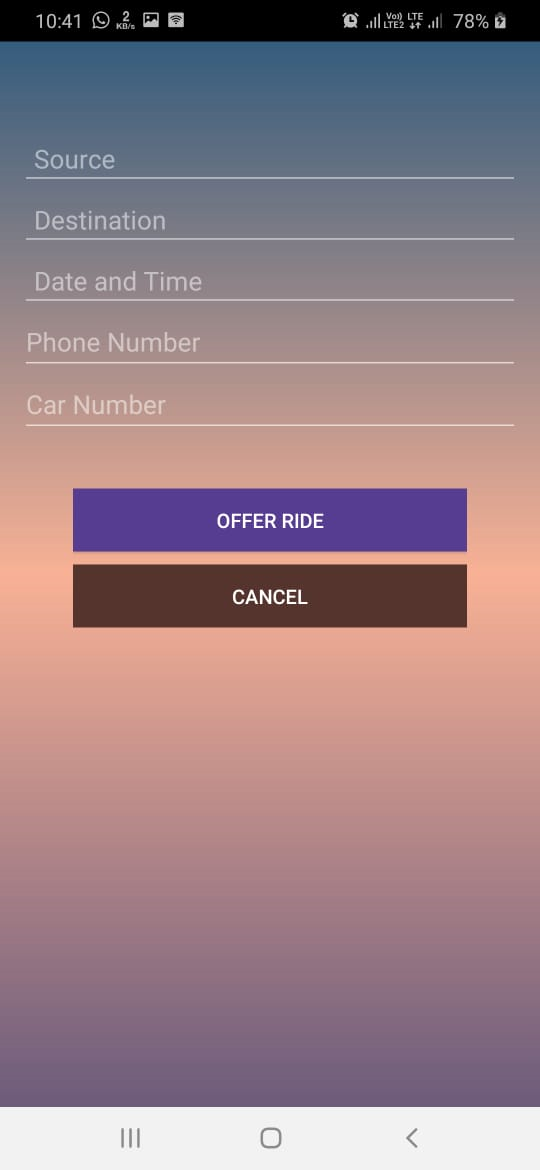 10:41 2 KB/s Vo)) LTE2 LTE 78%
Source
Destination
Date and Time
Phone Number
Car Number
OFFER RIDE
CANCEL